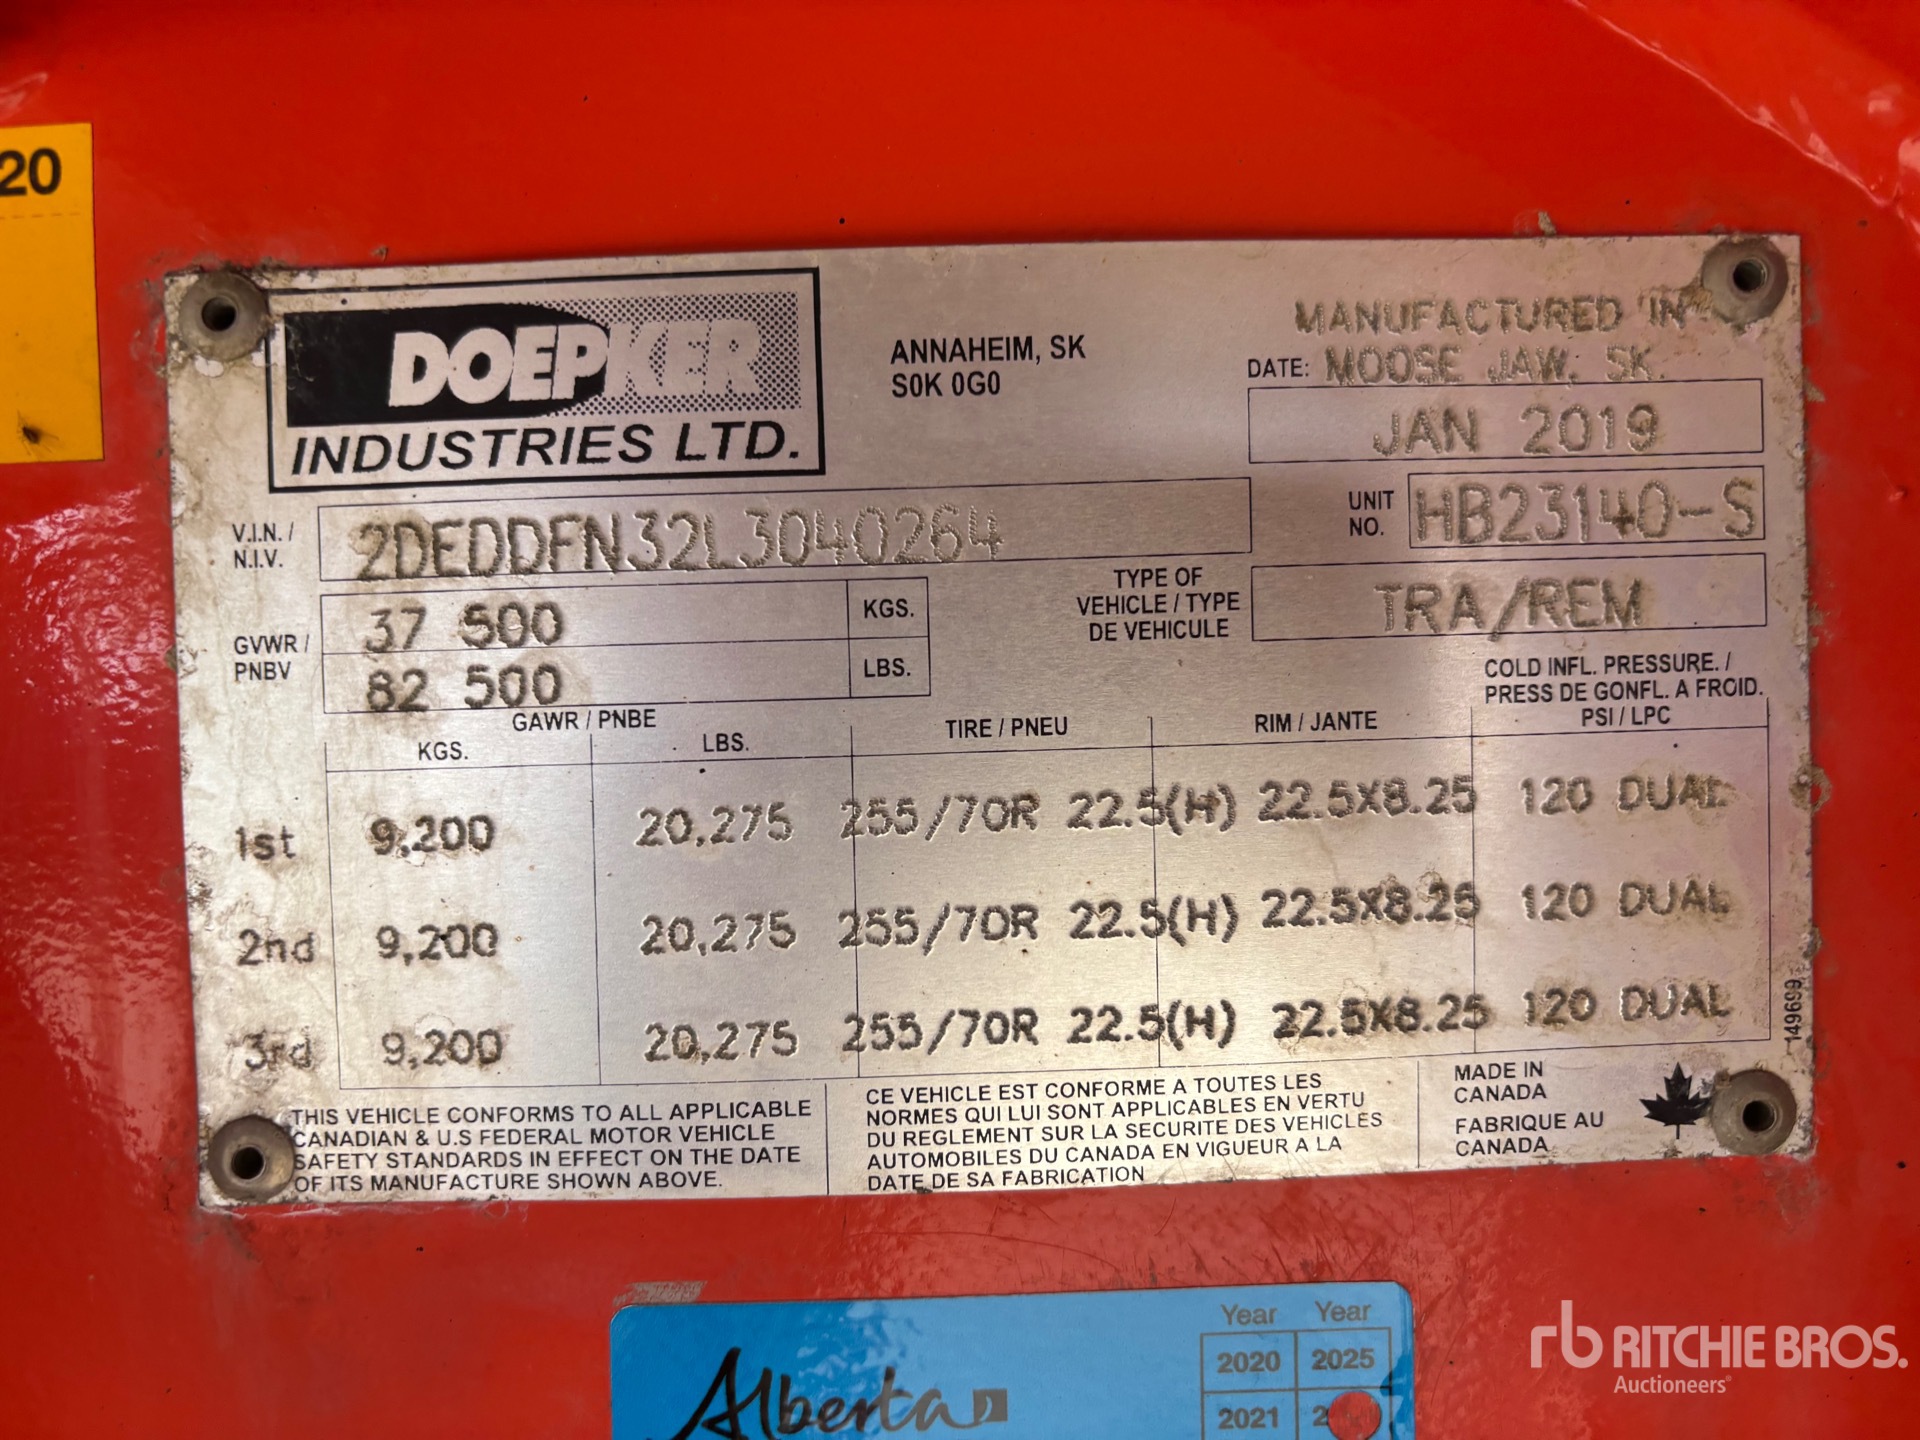 20
DOEPKER
INDUSTRIES LTD.
ANNAHEIM, SK
S0K 0G0
MANUFACTURED IN
DATE: MOOSE JAW, SK.
JAN 2019
V.I.N. /
N.I.V.
2DEDDFN32L3040264
UNIT
NO.
HB23140-S
GVWR /
PNBV
37 500 KGS.
82 500 LBS.
TYPE OF
VEHICLE / TYPE
DE VEHICULE
TRA/REM
COLD INFL. PRESSURE. /
PRESS DE GONFL. A FROID.
PSI / LPC
GAWR / PNBE
KGS. LBS.
TIRE / PNEU
RIM / JANTE
1st 9,200 20,275 255/70R 22.5(H) 22.5X8.25 120 DUAL
2nd 9,200 20,275 255/70R 22.5(H) 22.5X8.25 120 DUAL
3rd 9,200 20,275 255/70R 22.5(H) 22.5X8.25 120 DUAL
149699
THIS VEHICLE CONFORMS TO ALL APPLICABLE
CANADIAN & U.S FEDERAL MOTOR VEHICLE
SAFETY STANDARDS IN EFFECT ON THE DATE
OF ITS MANUFACTURE SHOWN ABOVE.
CE VEHICLE EST CONFORME A TOUTES LES
NORMES QUI LUI SONT APPLICABLES EN VERTU
DU REGLEMENT SUR LA SECURITE DES VEHICLES
AUTOMOBILES DU CANADA EN VIGUEUR A LA
DATE DE SA FABRICATION
MADE IN
CANADA
FABRIQUE AU
CANADA
Alberta
Year Year
2020 2025
2021 2
rb RITCHIE BROS.
Auctioneers